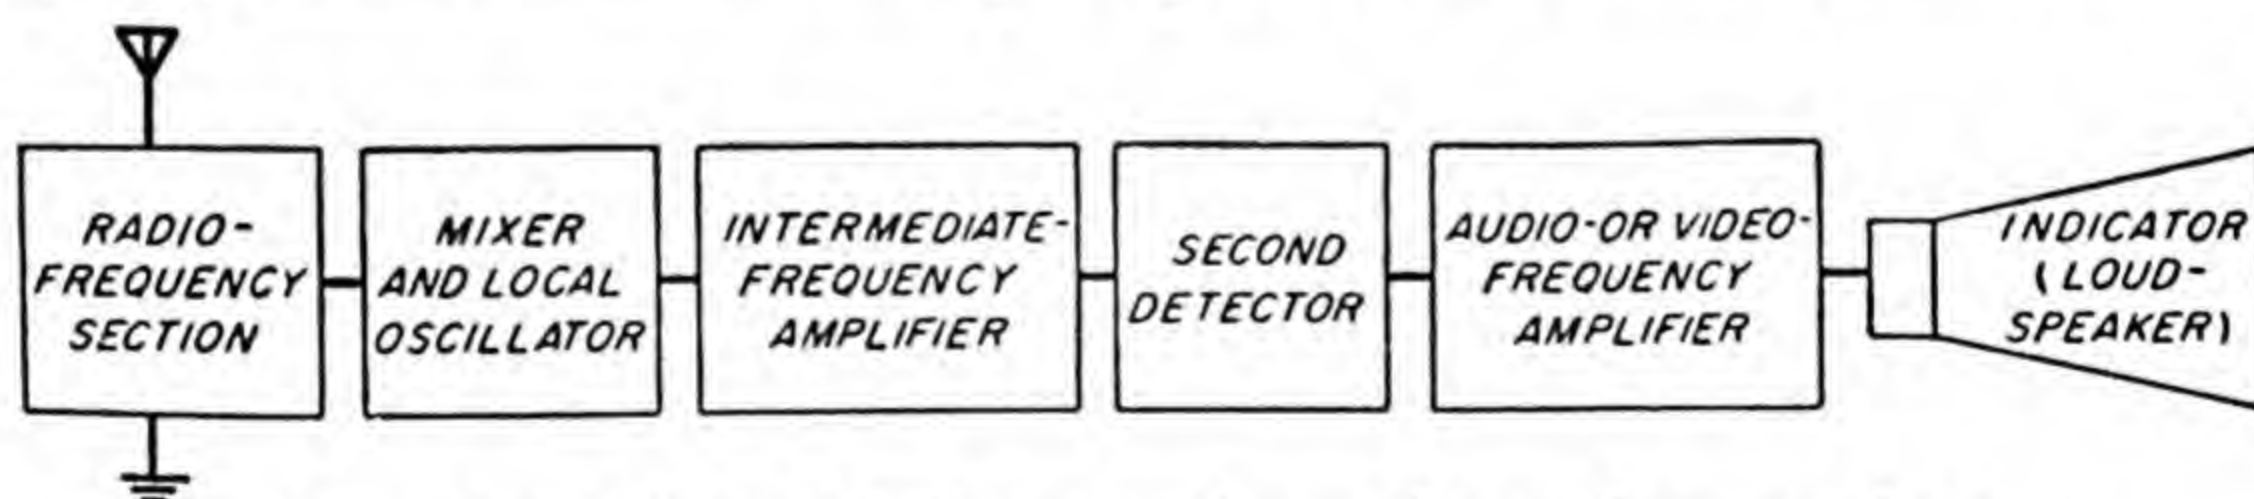 RADIO-
FREQUENCY
SECTION
MIXER
AND LOCAL
OSCILLATOR
INTERMEDIATE-
FREQUENCY
AMPLIFIER
SECOND
DETECTOR
AUDIO-OR VIDEO-
FREQUENCY
AMPLIFIER
INDICATOR
(LOUD-
SPEAKER)